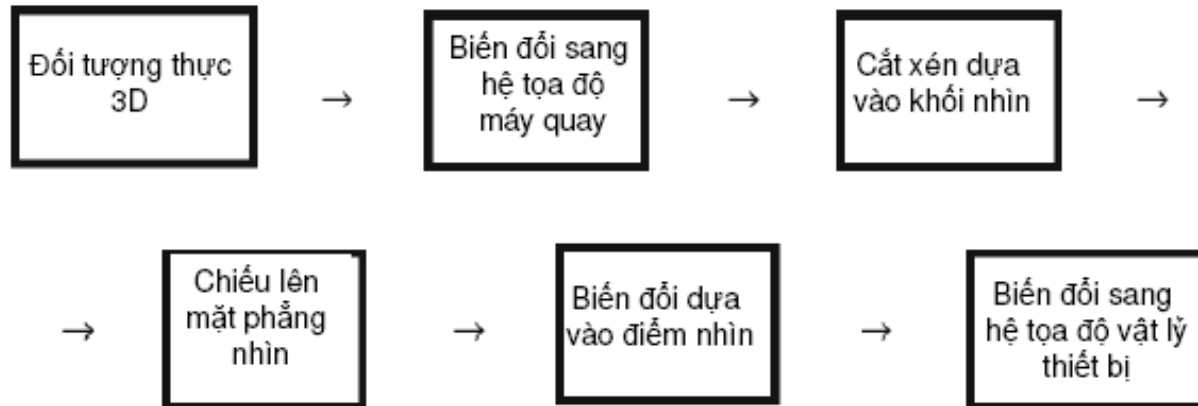 Đối tượng thực
3D
→
Biến đổi sang
hệ tọa độ
máy quay
→
Cắt xén dựa
vào khối nhìn
→
→
Chiếu lên
mặt phẳng
nhìn
→
Biến đổi dựa
vào điểm nhìn
→
Biến đổi sang
hệ tọa độ vật lý
thiết bị